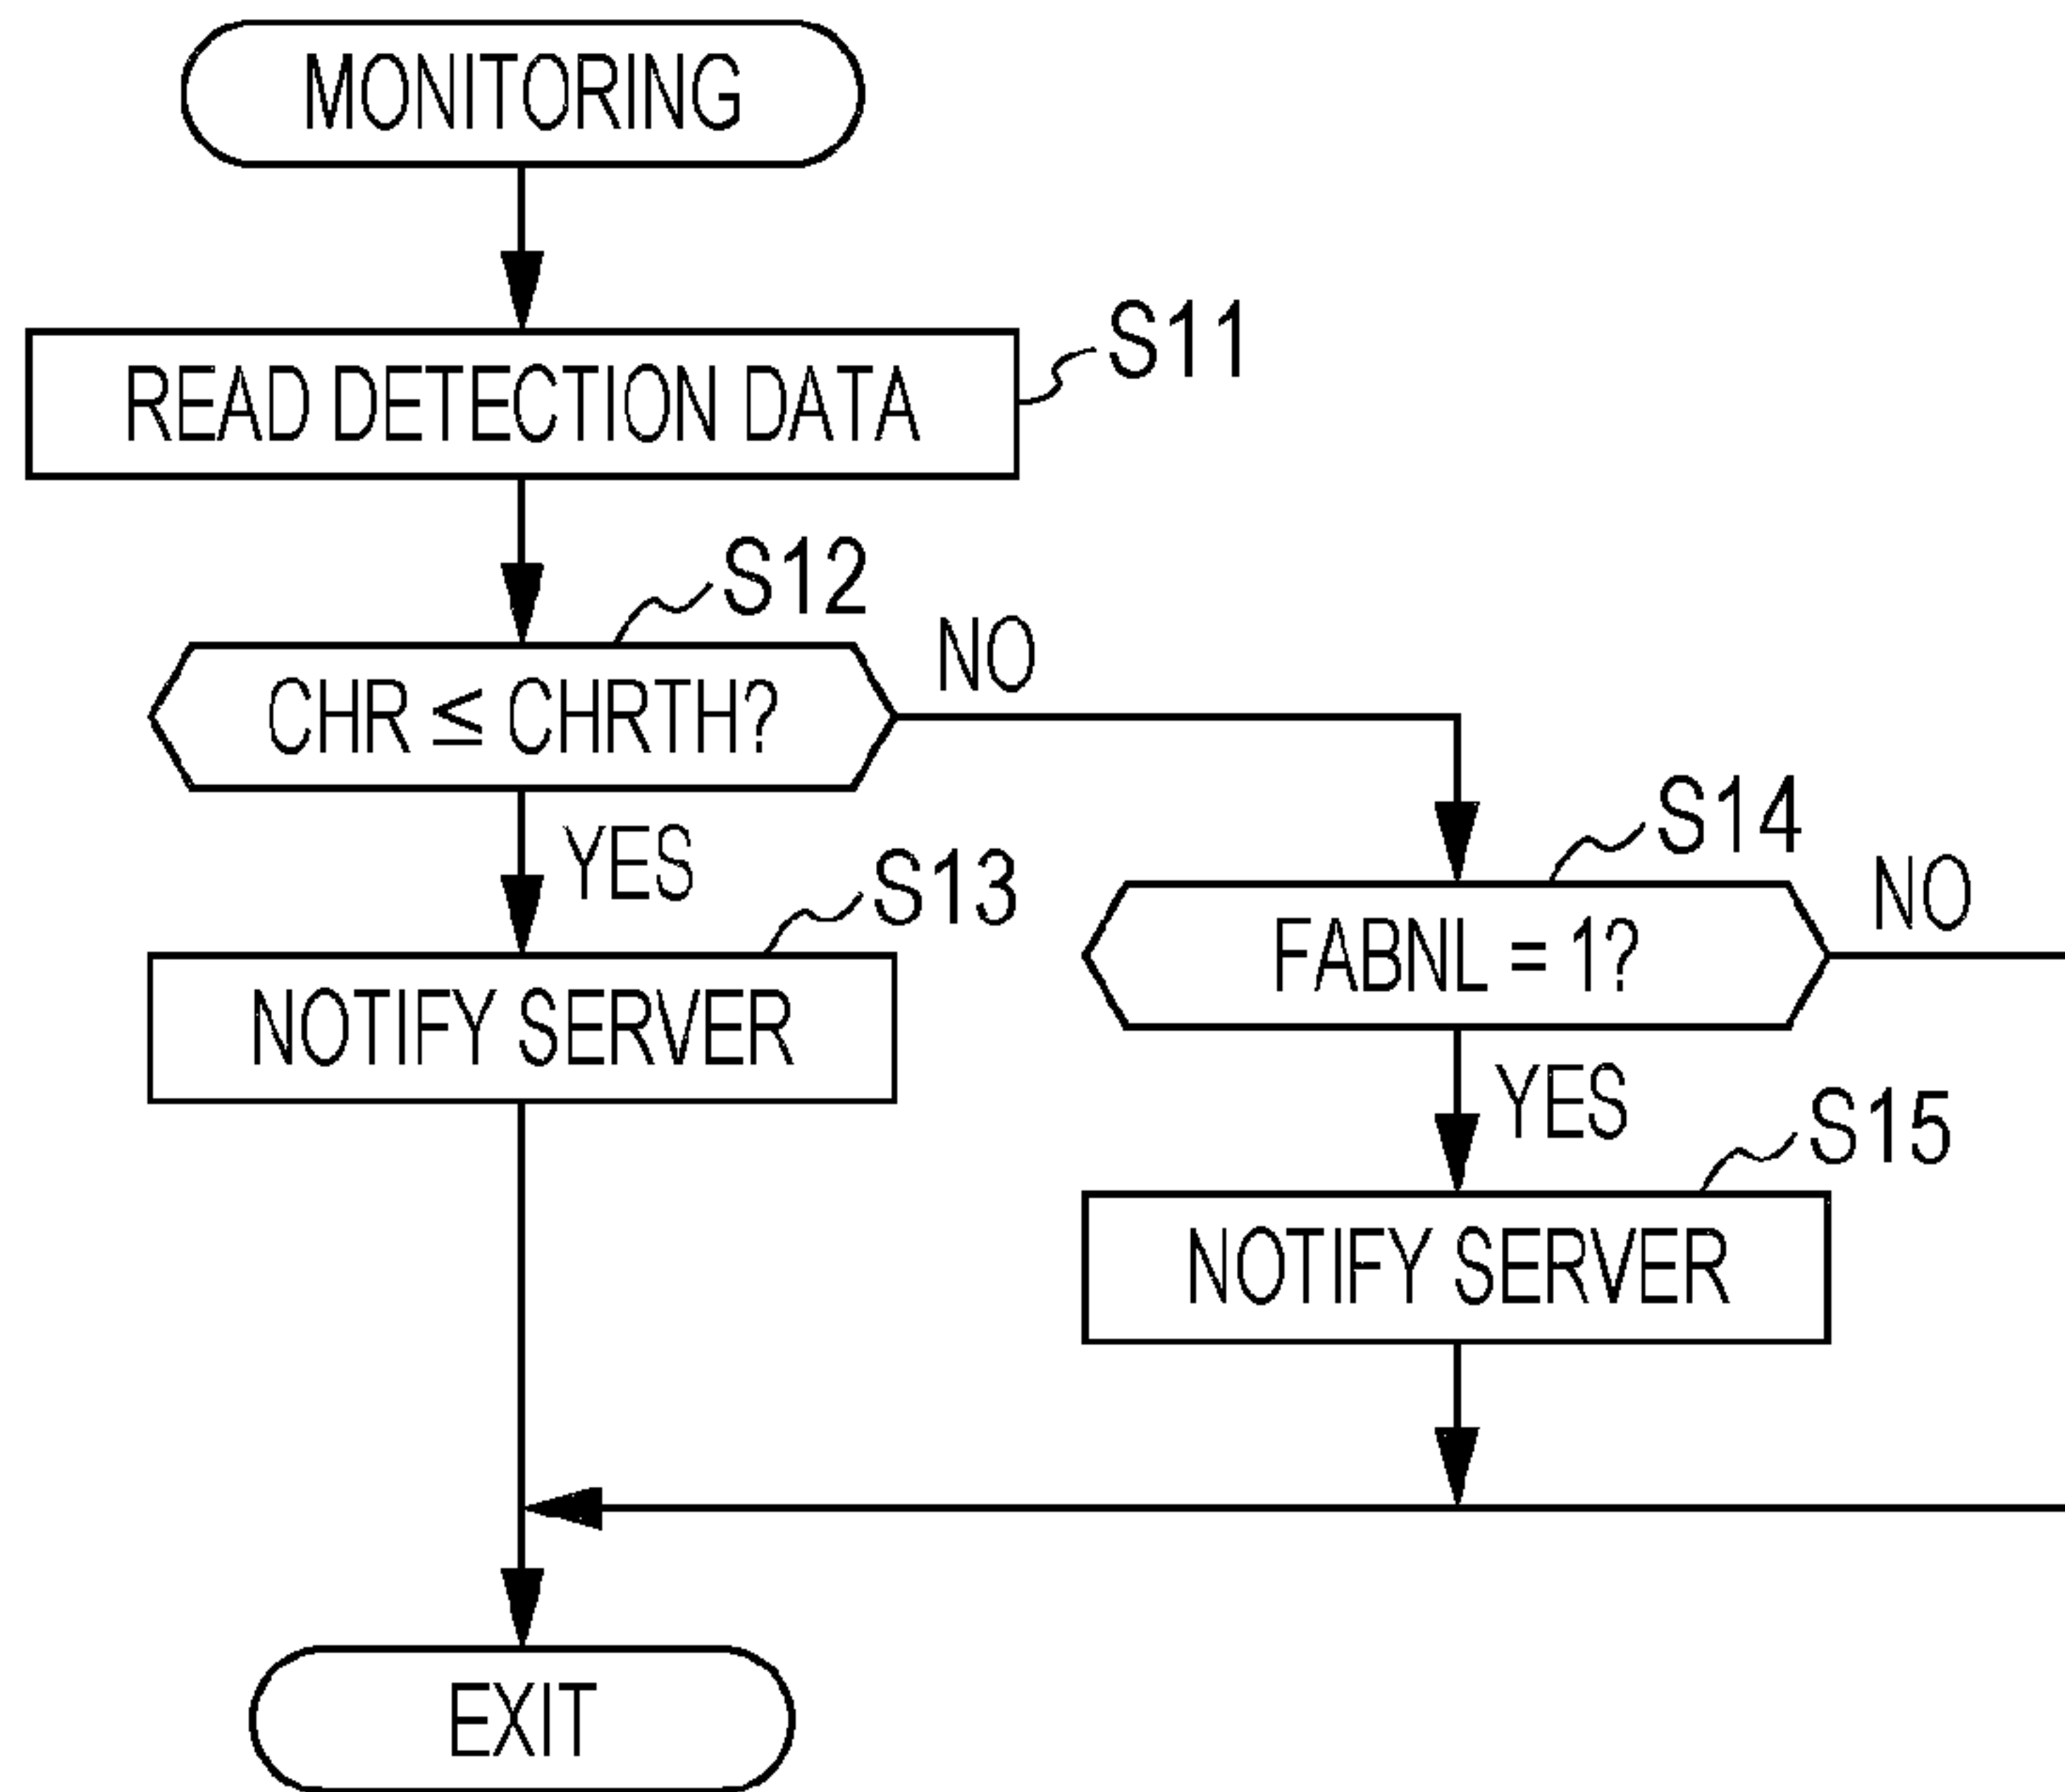 MONITORING
READ DETECTION DATA
S11
S12
CHR ≤ CHRTH?
NO
YES
S13
NOTIFY SERVER
S14
FABNL = 1?
NO
YES
S15
NOTIFY SERVER
EXIT